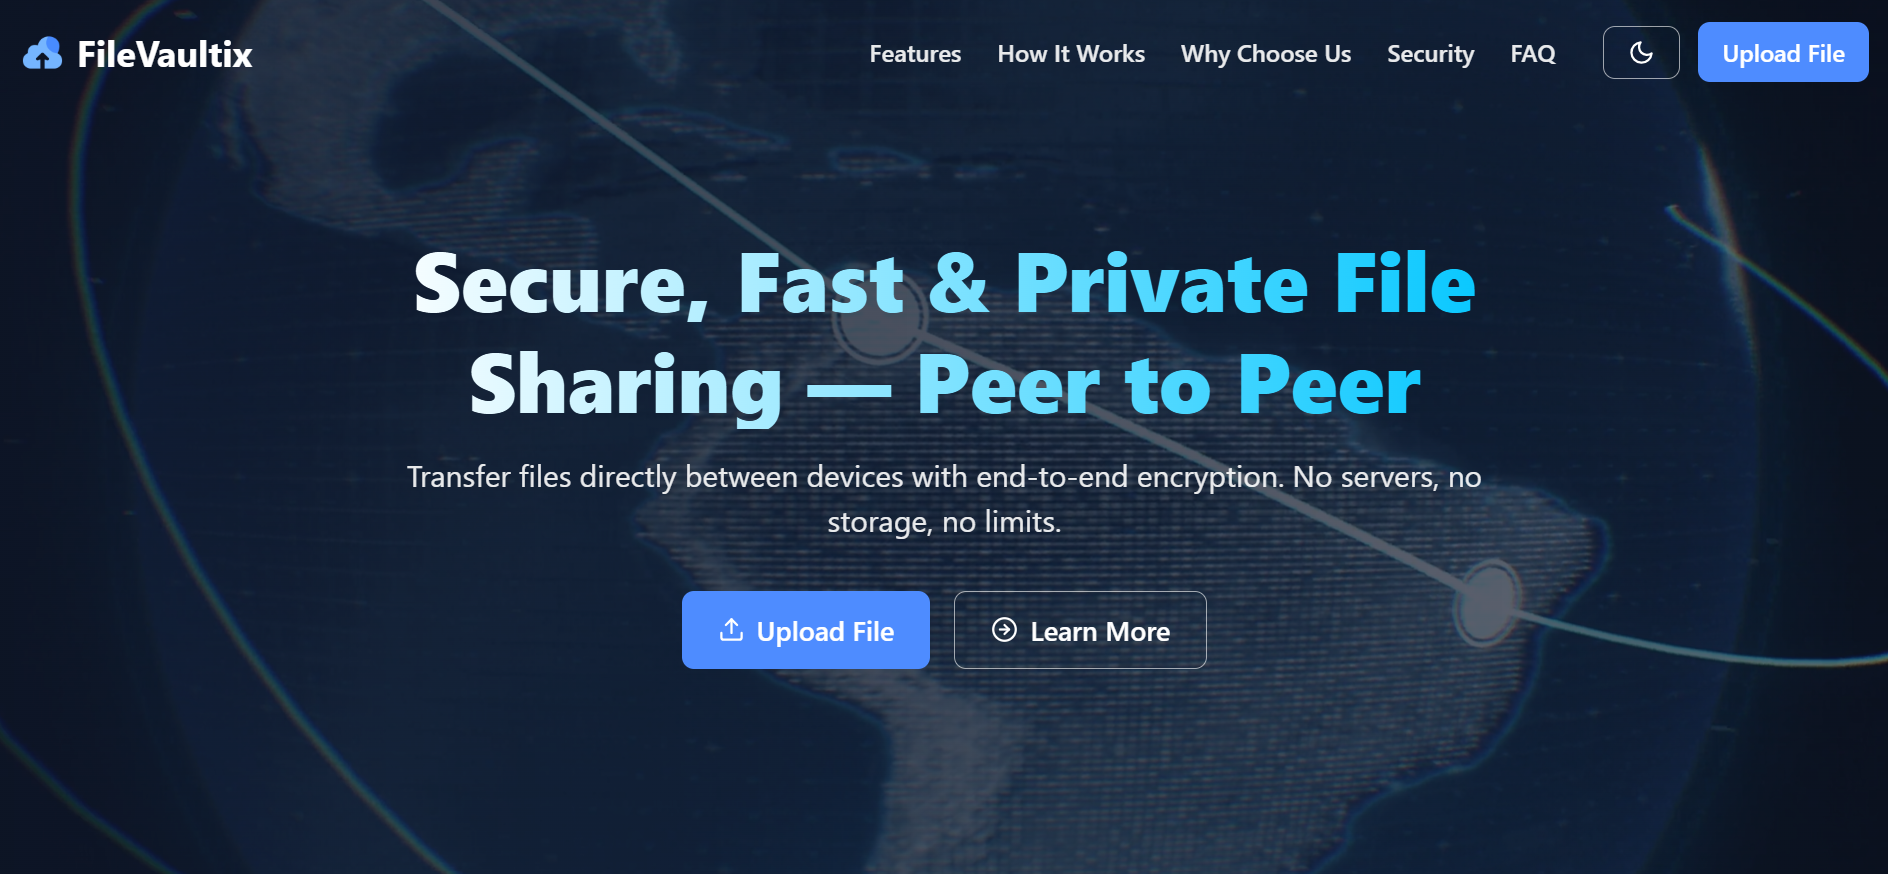 FileVaultix
Features
How It Works
Why Choose Us
Security
FAQ
Upload File
Secure, Fast & Private File
Sharing — Peer to Peer
Transfer files directly between devices with end-to-end encryption. No servers, no
storage, no limits.
Upload File
Learn More